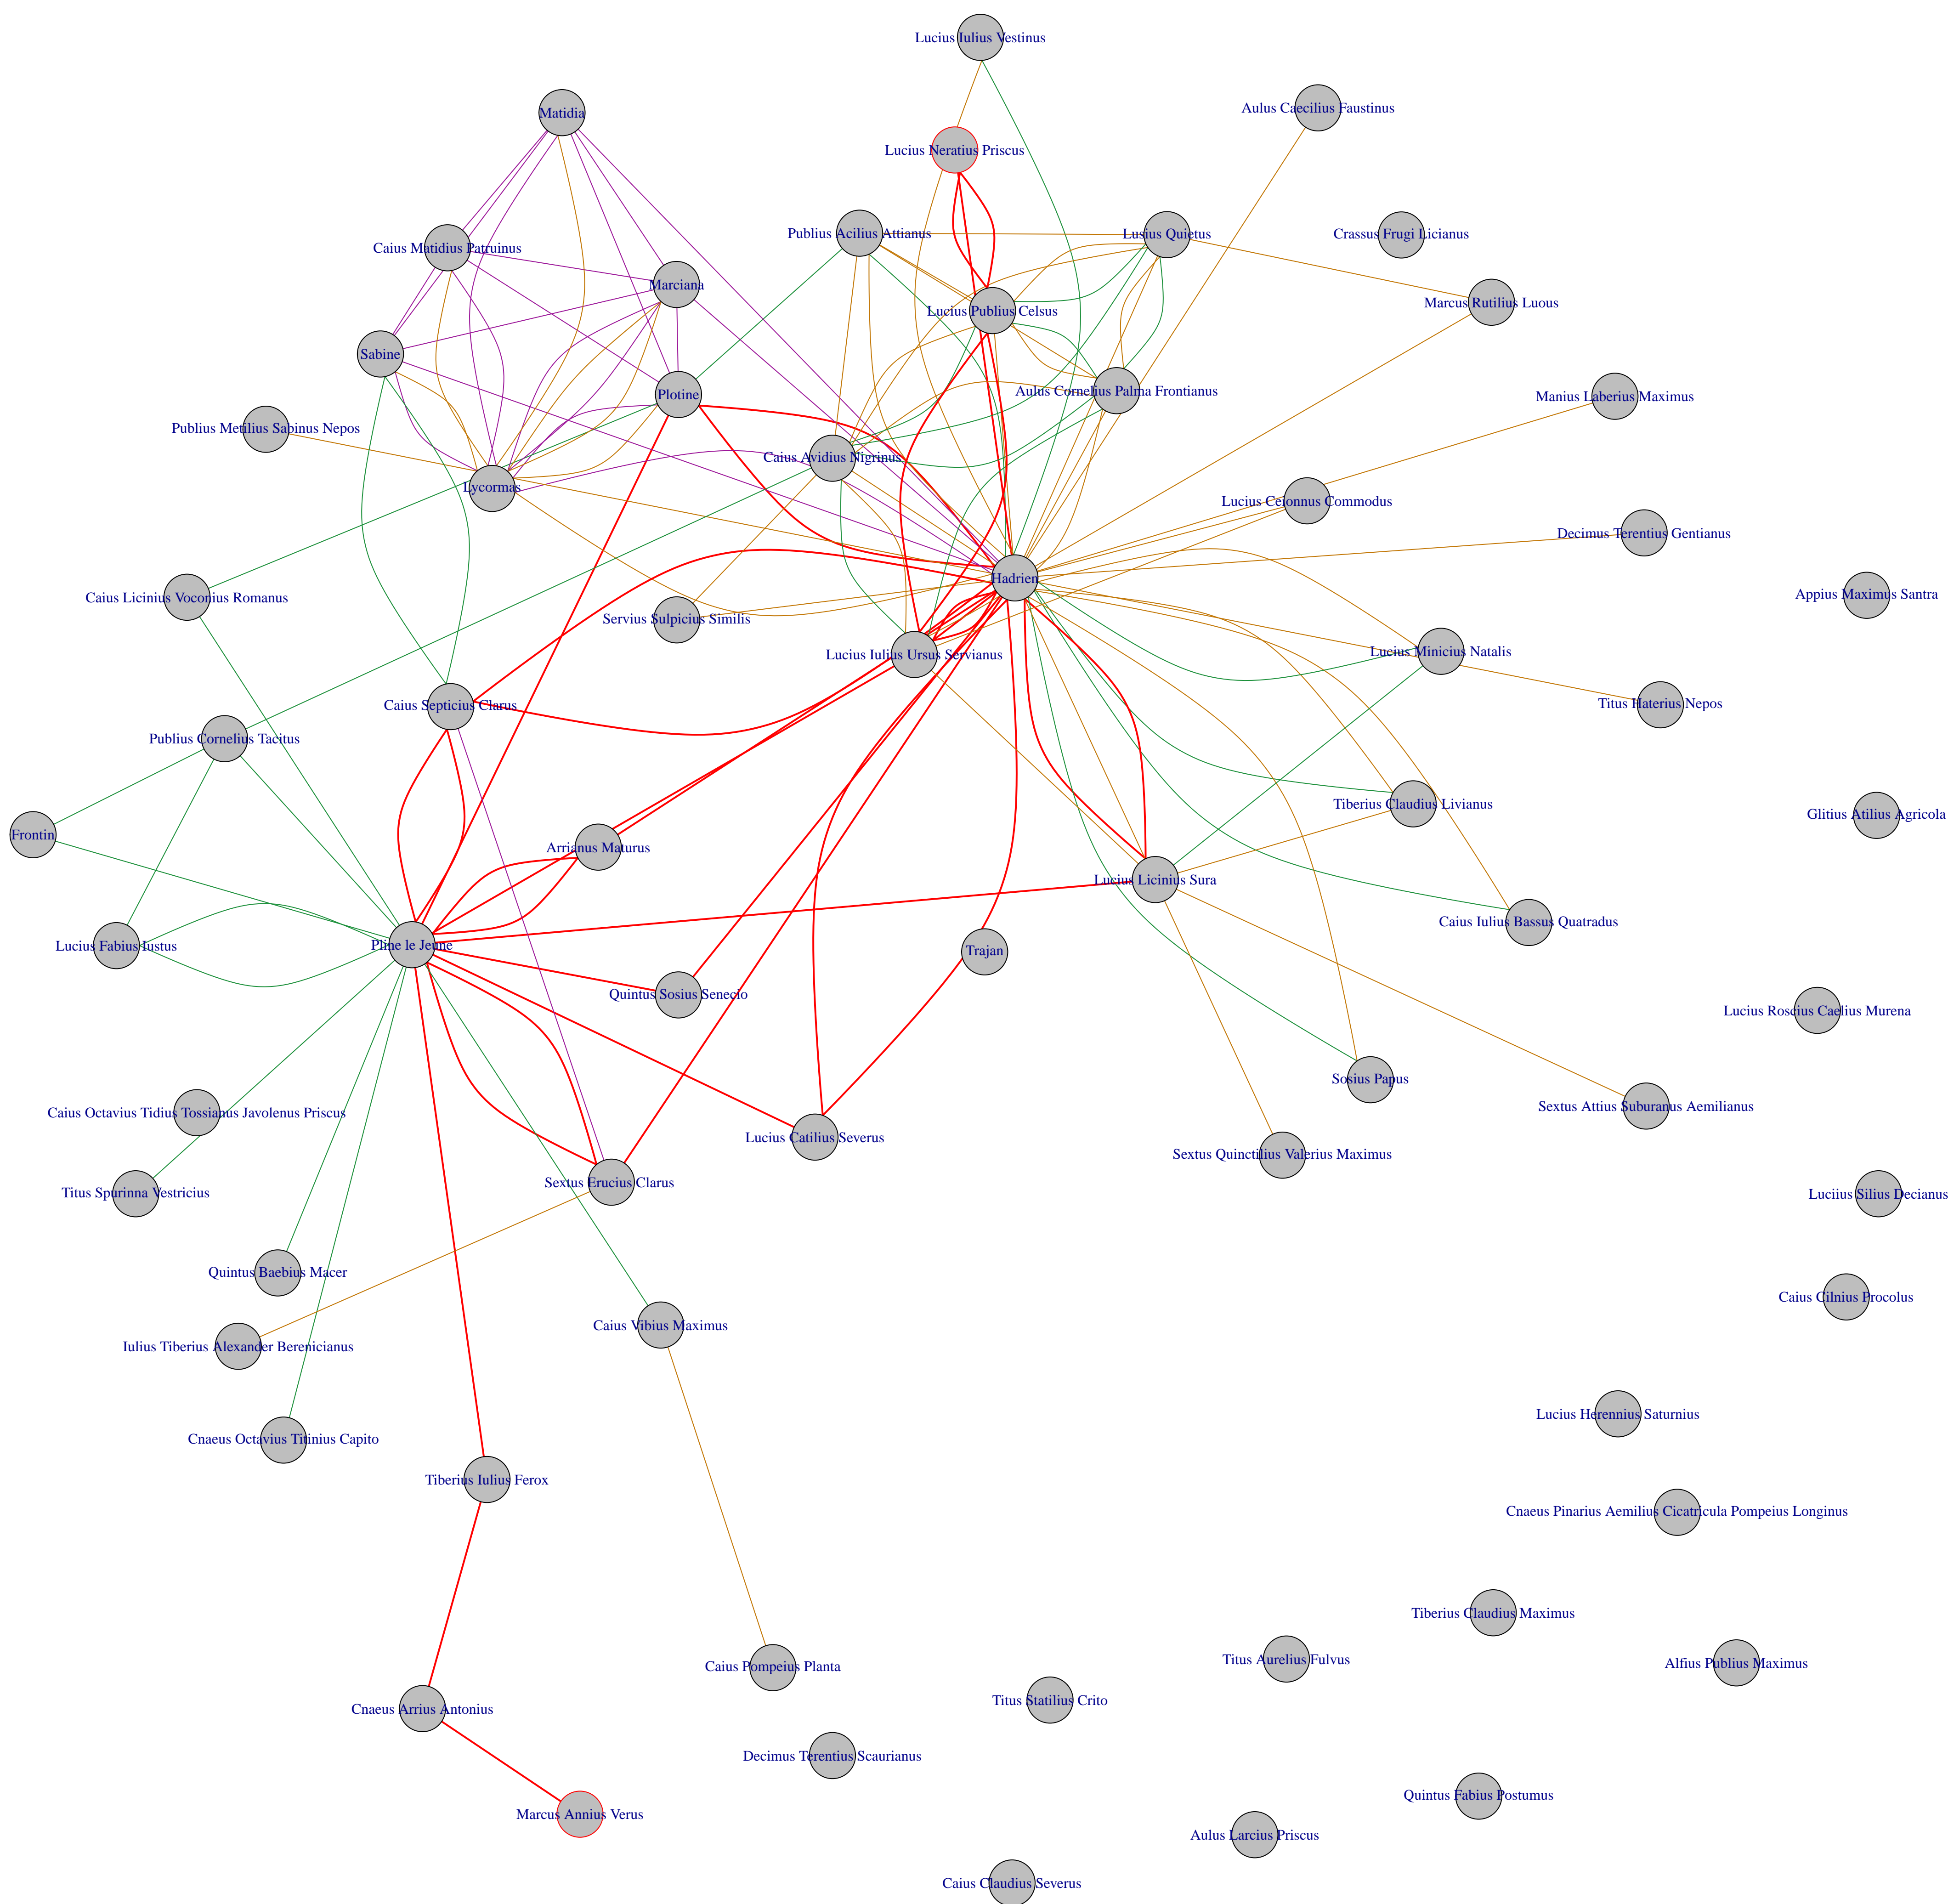 Lucius Iulius Vestinus
Aulus Caecilius Faustinus
Matidia
Lucius Neratius Priscus
Publius Acilius Attianus
Lusius Quietus
Crassus Frugi Licianus
Caius Matidius Patruinus
Marciana
Lucius Publius Celsus
Marcus Rutilius Luous
Sabine
Plotine
Aulus Cornelius Palma Frontianus
Manius Laberius Maximus
Publius Metilius Sabinus Nepos
Caius Avidius Nigrinus
Lycormas
Lucius Ceionnus Commodus
Decimus Terentius Gentianus
Hadrien
Caius Licinius Voconius Romanus
Appius Maximus Santra
Servius Sulpicius Similis
Lucius Iulius Ursus Servianus
Lucius Minicius Natalis
Caius Septicius Clarus
Titus Haterius Nepos
Publius Cornelius Tacitus
Tiberius Claudius Livianus
Glitius Atilius Agricola
Frontin
Arrianus Maturus
Lucius Licinius Sura
Caius Iulius Bassus Quatradus
Lucius Fabius Iustus
Pline le Jeune
Trajan
Quintus Sosius Senecio
Lucius Roscius Caelius Murena
Sosius Papus
Sextus Attius Suburanus Aemilianus
Caius Octavius Tidius Tossianus Javolenus Priscus
Lucius Catilius Severus
Sextus Quinctilius Valerius Maximus
Sextus Erucius Clarus
Titus Spurinna Vestricius
Luciius Silius Decianus
Quintus Baebius Macer
Caius Cilnius Procolus
Caius Vibius Maximus
Iulius Tiberius Alexander Berenicianus
Lucius Herennius Saturnius
Cnaeus Octavius Titinius Capito
Tiberius Iulius Ferox
Cnaeus Pinarius Aemilius Cicatricula Pompeius Longinus
Tiberius Claudius Maximus
Titus Aurelius Fulvus
Alfius Publius Maximus
Caius Pompeius Planta
Titus Statilius Crito
Cnaeus Arrius Antonius
Decimus Terentius Scaurianus
Quintus Fabius Postumus
Marcus Annius Verus
Aulus Larcius Priscus
Caius Claudius Severus